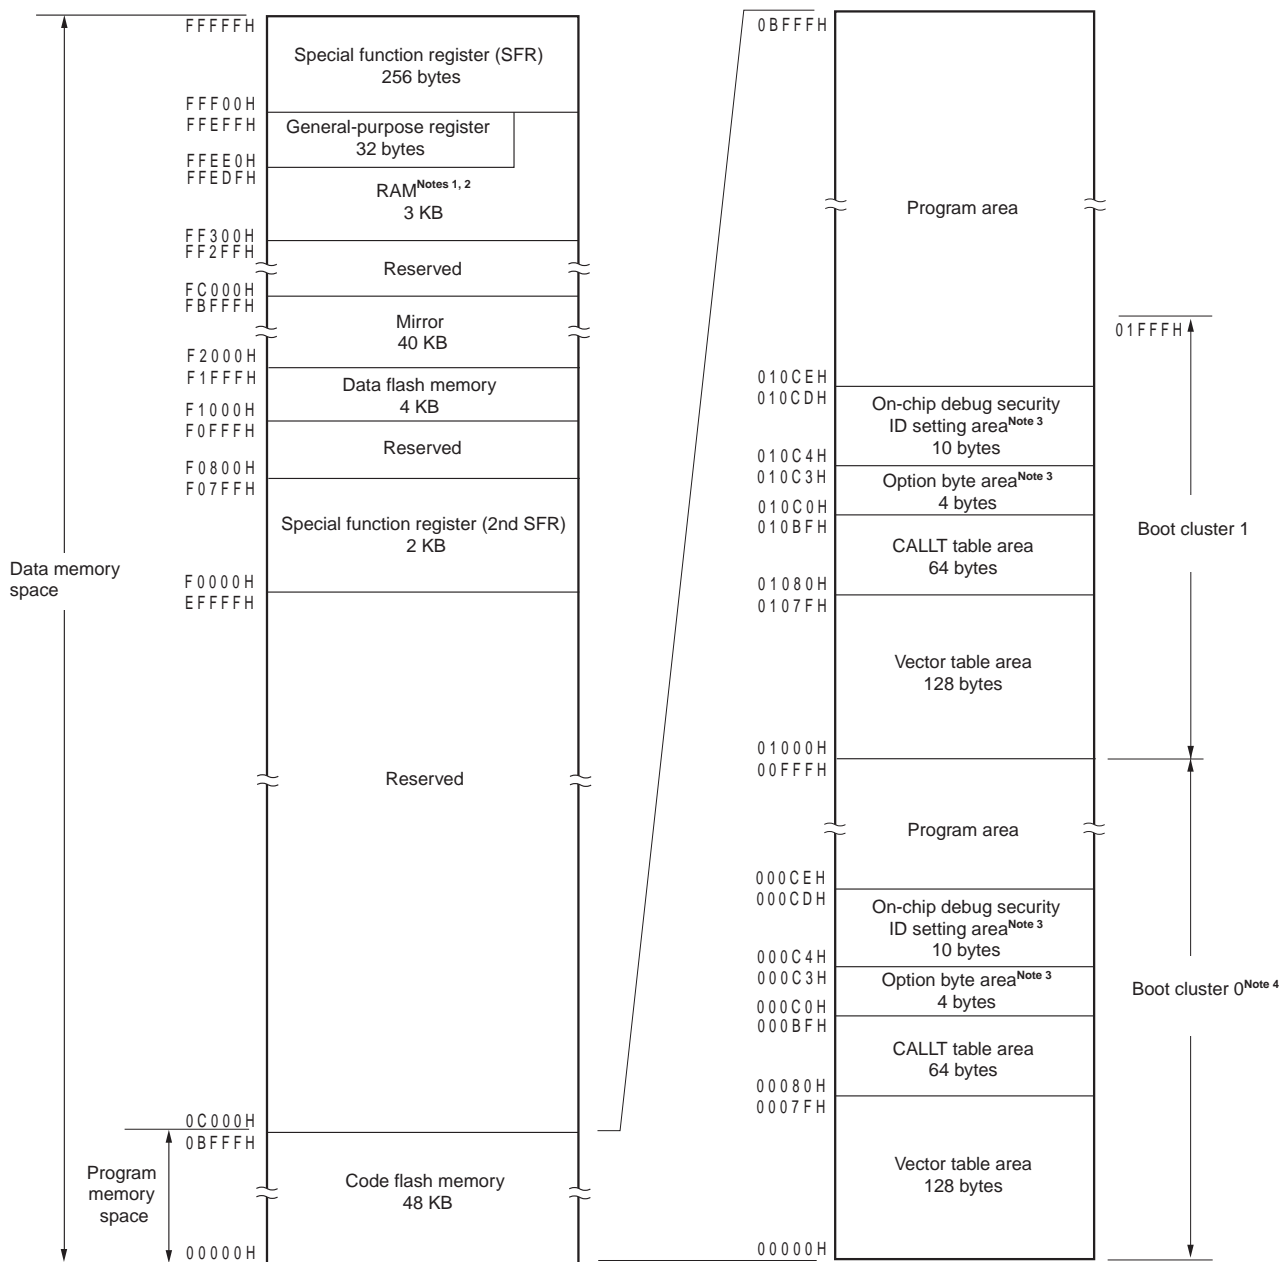 FFFFFH
Special function register (SFR)
256 bytes
FFF00H
FFEFFH
General-purpose register
32 bytes
FFEE0H
FFEDFH
RAMNotes 1, 2
3 KB
FF300H
FF2FFH
Reserved
FC000H
FBFFFH
Mirror
40 KB
F2000H
F1FFFH
Data flash memory
4 KB
F1000H
F0FFFH
Reserved
F0800H
F07FFH
Special function register (2nd SFR)
2 KB
Data memory
space
F0000H
EFFFFH
Reserved
0C000H
0BFFFH
Program
memory
space
Code flash memory
48 KB
00000H
0BFFFH
Program area
01FFFH
010CEH
010CDH
On-chip debug security
ID setting areaNote 3
10 bytes
010C4H
010C3H
Option byte areaNote 3
4 bytes
010C0H
010BFH
Boot cluster 1
CALLT table area
64 bytes
01080H
0107FH
Vector table area
128 bytes
01000H
00FFFH
Program area
000CEH
000CDH
On-chip debug security
ID setting areaNote 3
10 bytes
000C4H
000C3H
Option byte areaNote 3
4 bytes
Boot cluster 0Note 4
000C0H
000BFH
CALLT table area
64 bytes
00080H
0007FH
Vector table area
128 bytes
00000H